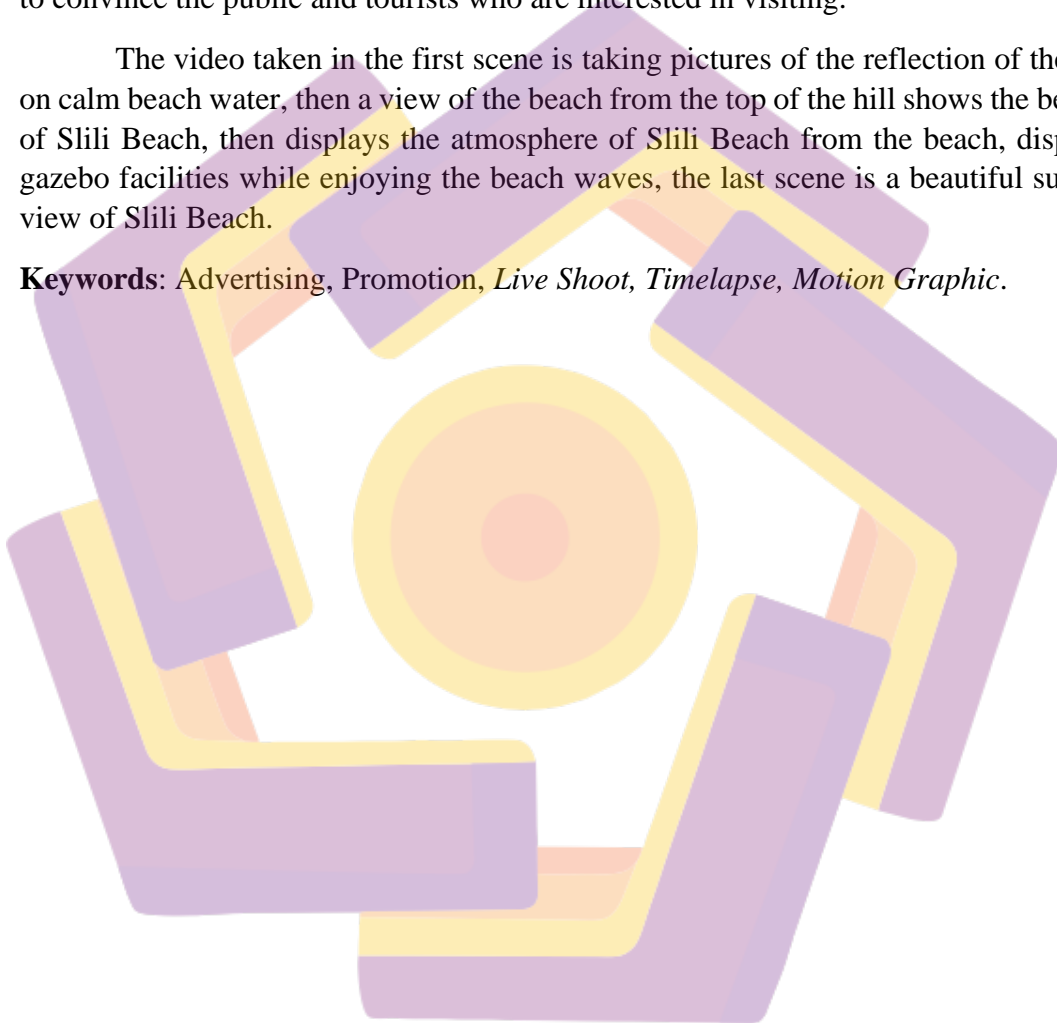 to convince the public and tourists who are interested in visiting.
The video taken in the first scene is taking pictures of the reflection of the
on calm beach water, then a view of the beach from the top of the hill shows the
of Slili Beach, then displays the atmosphere of Slili Beach from the beach,
gazebo facilities while enjoying the beach waves, the last scene is a beautiful
view of Slili Beach.
Keywords: Advertising, Promotion, Live Shoot, Timelapse, Motion Graphic.